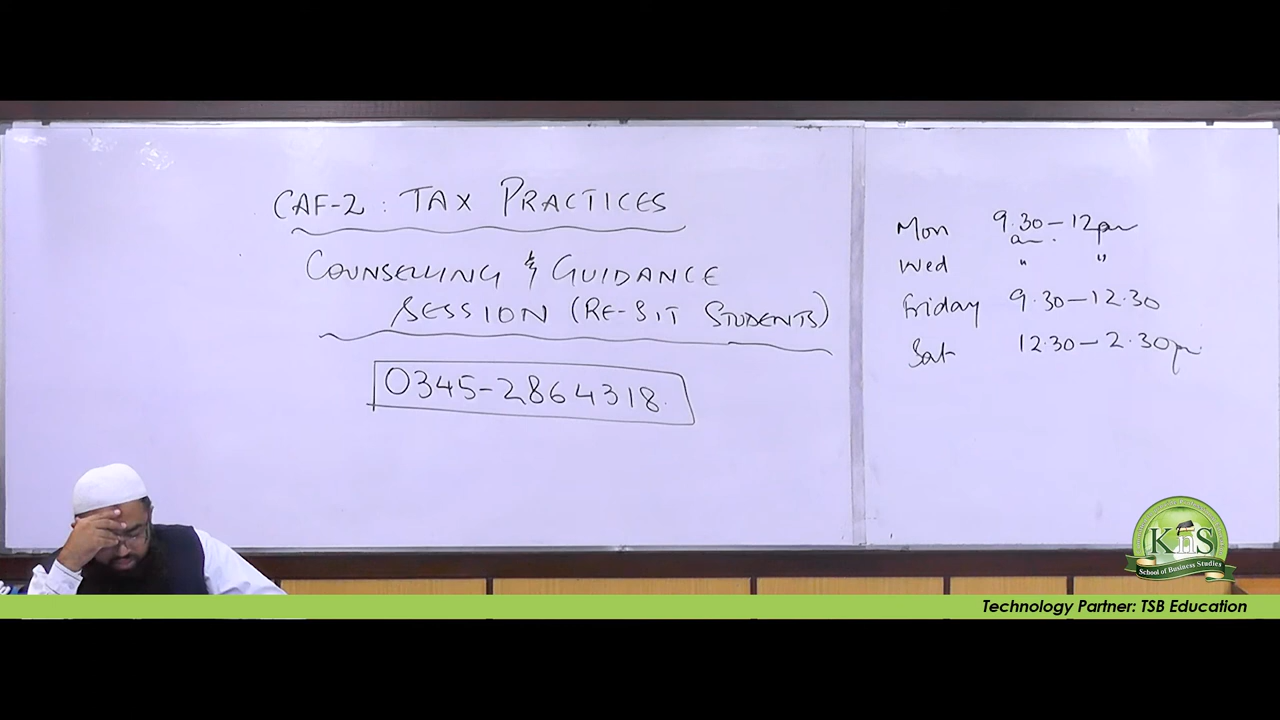 CAF-2 : TAX PRACTICES
COUNSELLING & GUIDANCE
SESSION (RE-SIT STUDENTS)
0345-2864318.
Mon 9.30 - 12pm
am.
Wed " "
Friday 9.30 - 12.30
Sat 12.30 - 2.30pm
KnS
School of Business Studies
Technology Partner: TSB Education